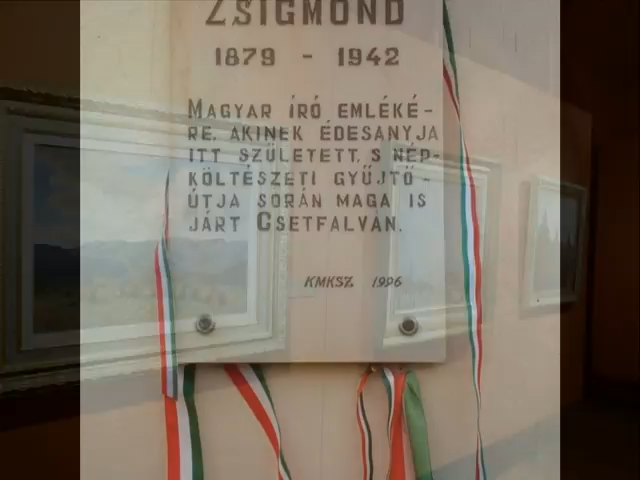 ZSIGMOND
1879 - 1942
MAGYAR ÍRÓ EMLÉKÉ-
RE, AKINEK ÉDESANYJA
ITT SZÜLETETT, S NÉP-
KÖLTÉSZETI GYŰJTŐ-
ÚTJA SORÁN MAGA IS
JÁRT CSETFALVÁN.
KMKSZ 1996